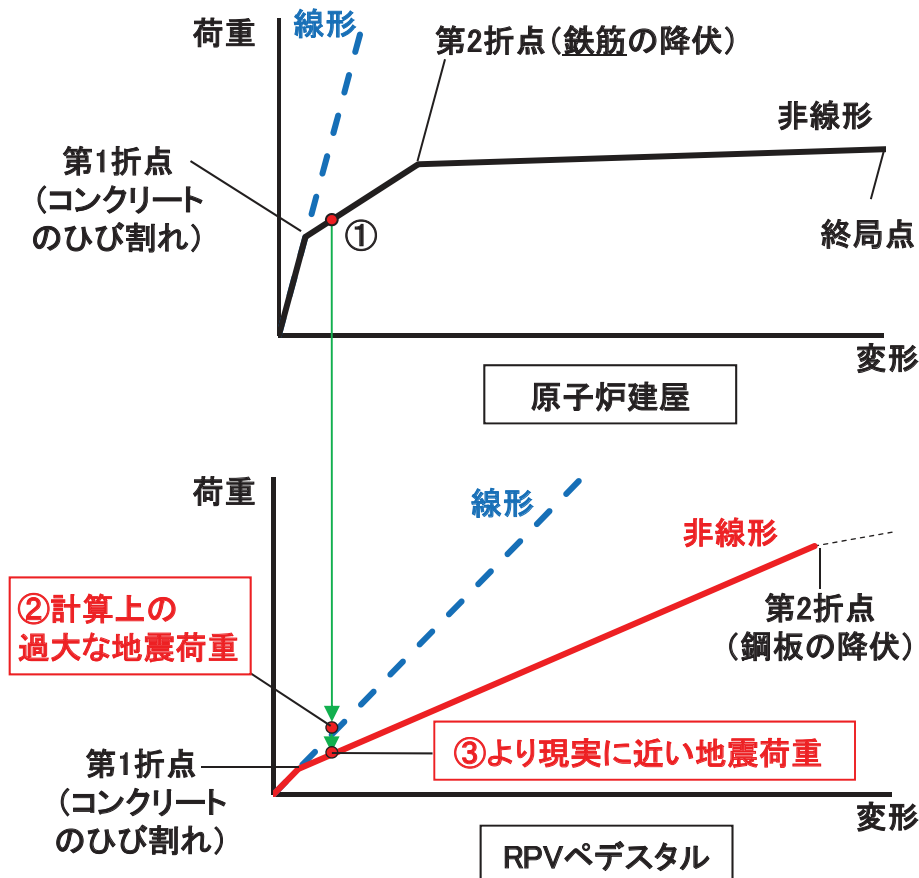 荷重
線形
第2折点（鉄筋の降伏）
非線形
第1折点
（コンクリート
のひび割れ）
①
終局点
変形
原子炉建屋
荷重
線形
非線形
②計算上の
過大な地震荷重
第2折点
（鋼板の降伏）
③より現実に近い地震荷重
第1折点
（コンクリート
のひび割れ）
変形
RPVペデスタル